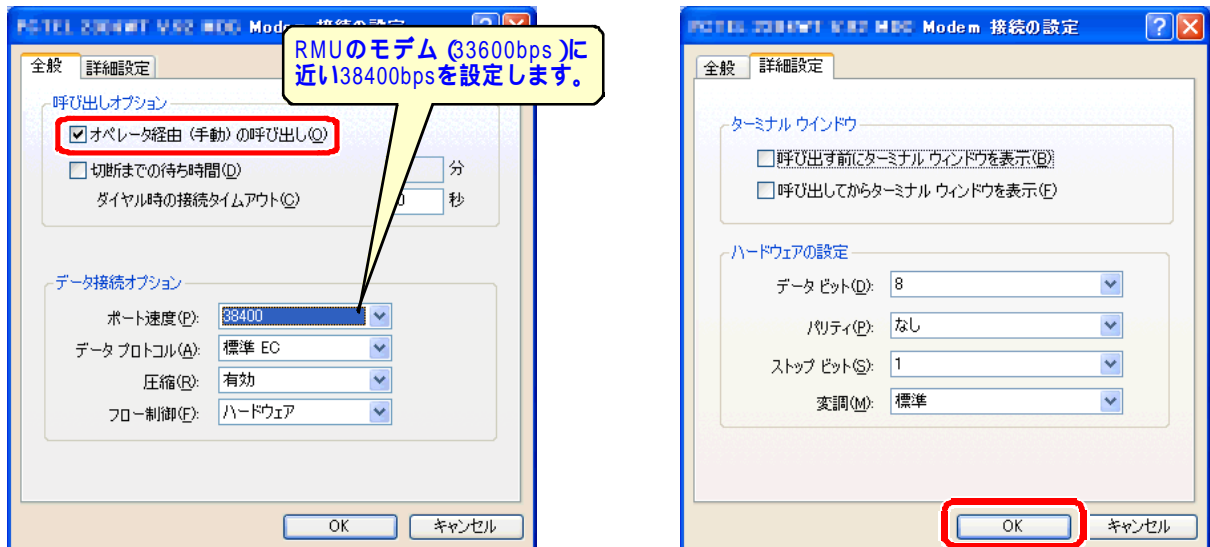 Modem 接続の設定
RMUのモデム (33600bps )に
近い38400bpsを設定します。
全般 詳細設定
呼び出しオプション
オペレータ経由 (手動) の呼び出し(O)
切断までの待ち時間(D) 分
ダイヤル時の接続タイムアウト(C) 秒
データ接続オプション
ポート速度(P): 38400
データ プロトコル(A): 標準 EC
圧縮(R): 有効
フロー制御(F): ハードウェア
OK キャンセル
Modem 接続の設定
全般 詳細設定
ターミナル ウインドウ
呼び出す前にターミナル ウィンドウを表示(B)
呼び出してからターミナル ウィンドウを表示(F)
ハードウェアの設定
データ ビット(D): 8
パリティ(P): なし
ストップ ビット(S): 1
変調(M): 標準
OK キャンセル